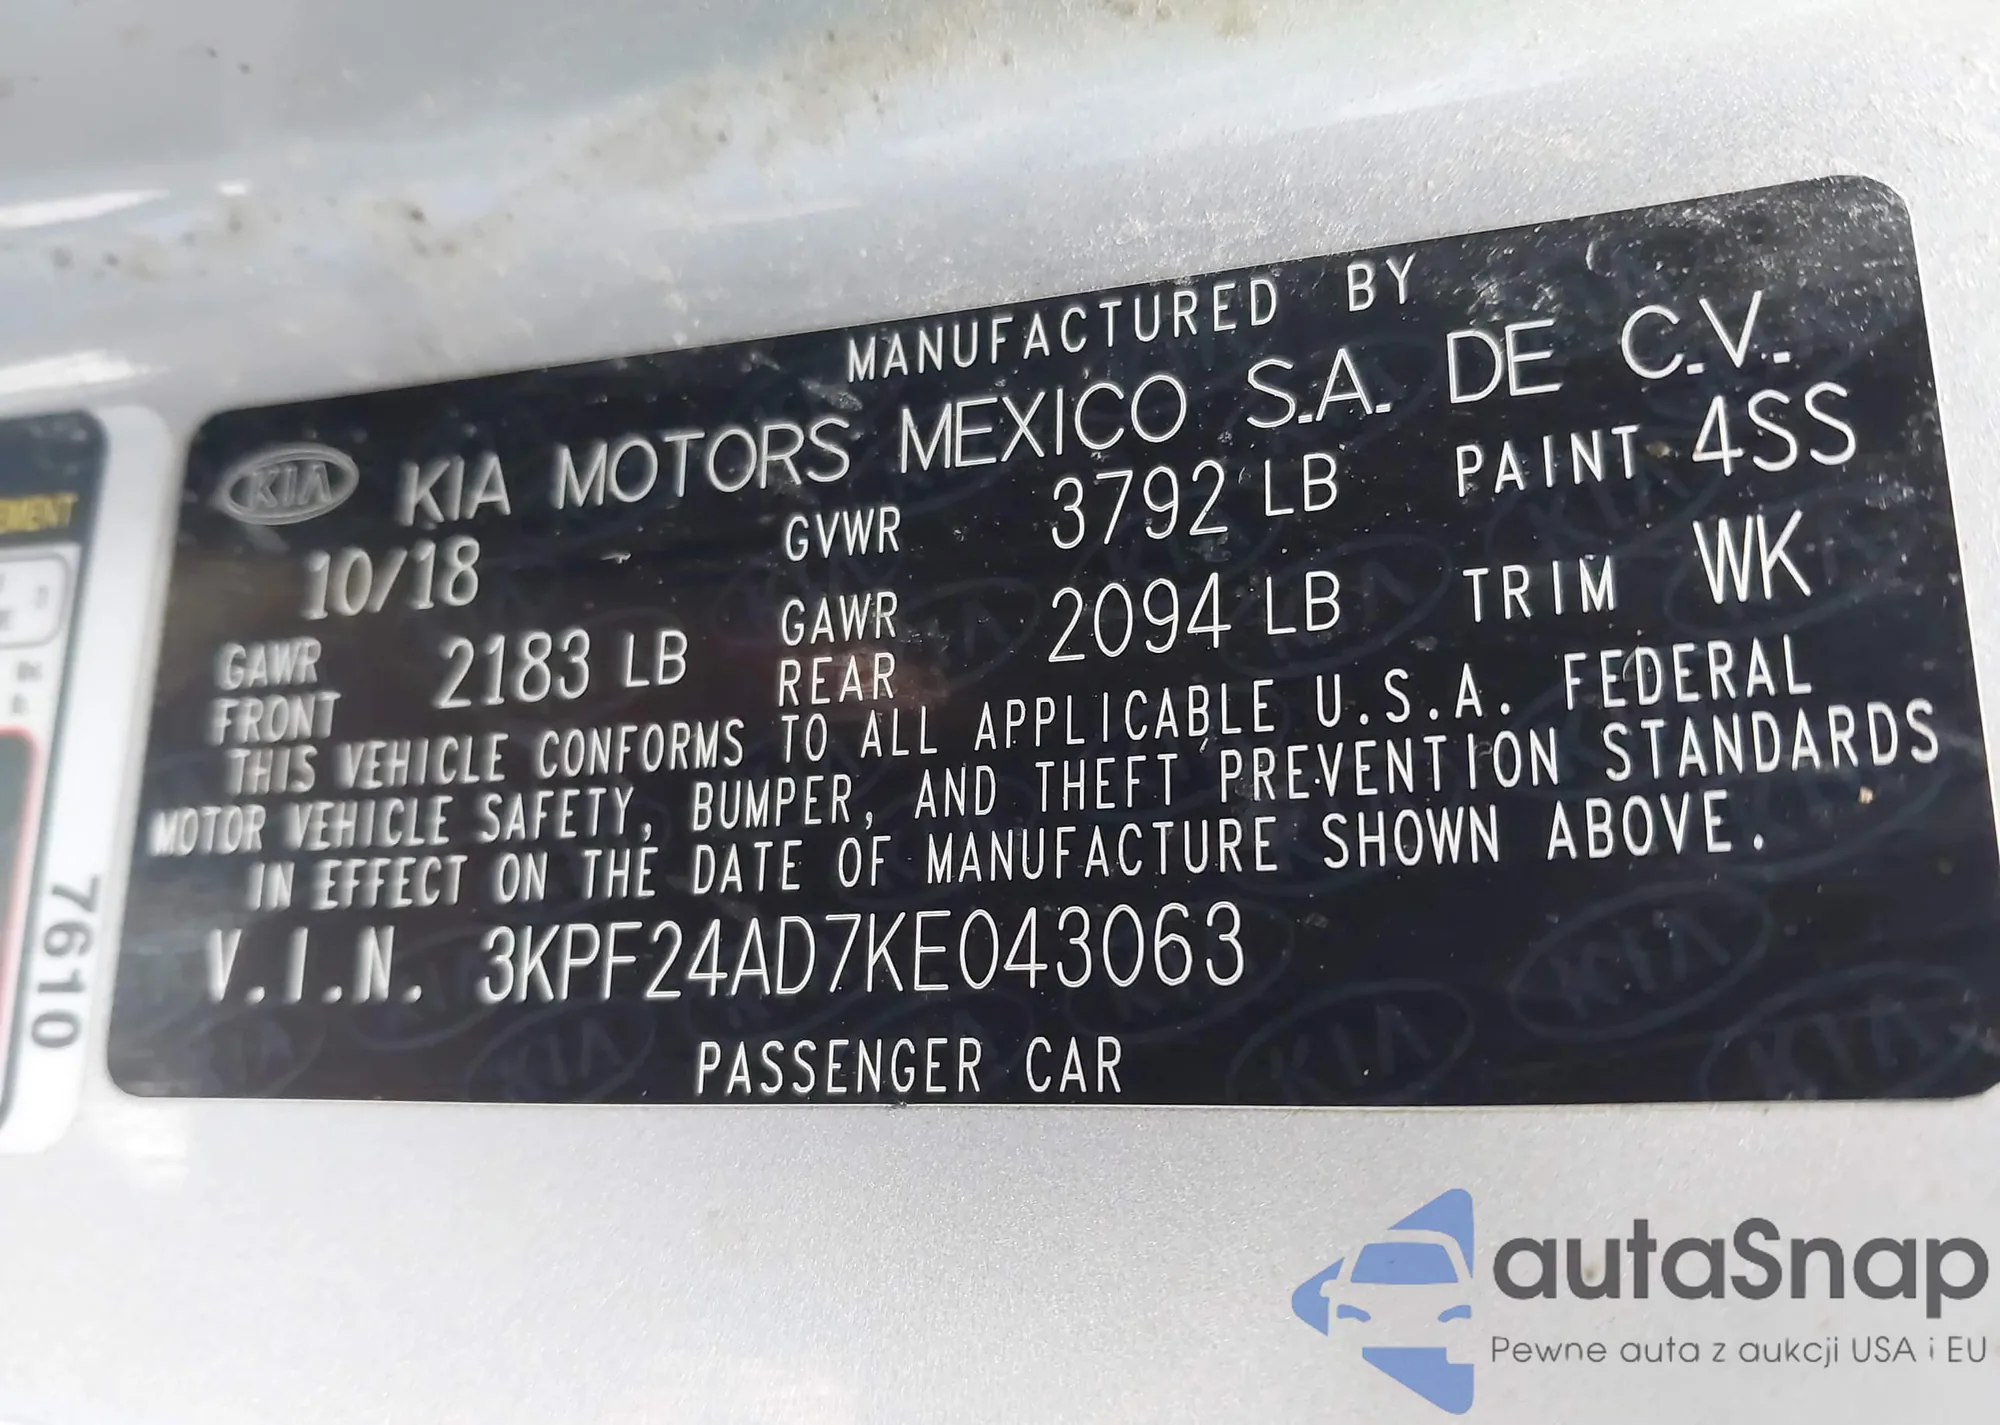 MANUFACTURED BY
KIA KIA MOTORS MEXICO S.A. DE C.V.
10/18 GVWR 3792 LB PAINT 4SS
GAWR FRONT 2183 LB GAWR REAR 2094 LB TRIM WK
THIS VEHICLE CONFORMS TO ALL APPLICABLE U.S.A. FEDERAL
MOTOR VEHICLE SAFETY, BUMPER, AND THEFT PREVENTION STANDARDS
IN EFFECT ON THE DATE OF MANUFACTURE SHOWN ABOVE.
V.I.N. 3KPF24AD7KE043063
PASSENGER CAR
7610
autaSnap
Pewne auta z aukcji USA i EU